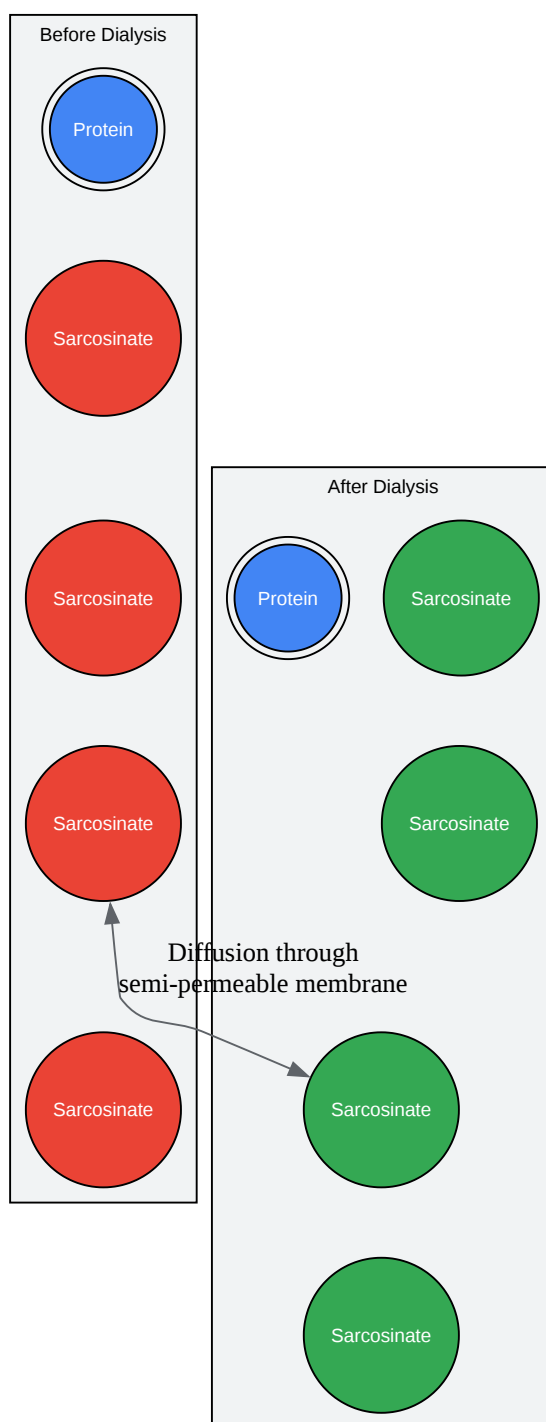 Before Dialysis
Protein
Sarcosinate
Sarcosinate
Sarcosinate
Sarcosinate
After Dialysis
Protein
Sarcosinate
Sarcosinate
Diffusion through
semi-permeable membrane
Sarcosinate
Sarcosinate